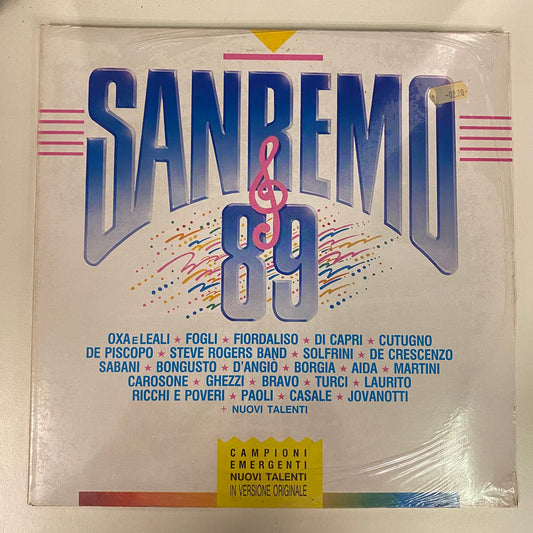 SANREMO
89
OXA E LEALI ★ FOGLI ★ FIORDALISO ★ DI CAPRI ★ CUTUGNO
DE PISCOPO ★ STEVE ROGERS BAND ★ SOLFRINI ★ DE CRESCENZO
SABANI ★ BONGUSTO ★ D'ANGIÒ ★ BORGIA ★ AIDA ★ MARTINI
CAROSONE ★ GHEZZI ★ BRAVO ★ TURCI ★ LAURITO
RICCHI E POVERI ★ PAOLI ★ CASALE ★ JOVANOTTI
+ NUOVI TALENTI
CAMPIONI
EMERGENTI
NUOVI TALENTI
IN VERSIONE ORIGINALE